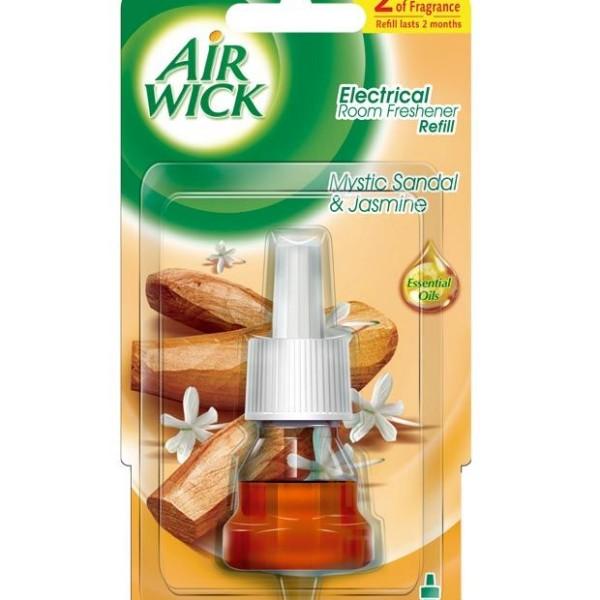 2 of Fragrance
Refill lasts 2 months
AIR
WICK
Electrical
Room Freshener
Refill
Mystic Sandal
& Jasmine
Essential
Oils